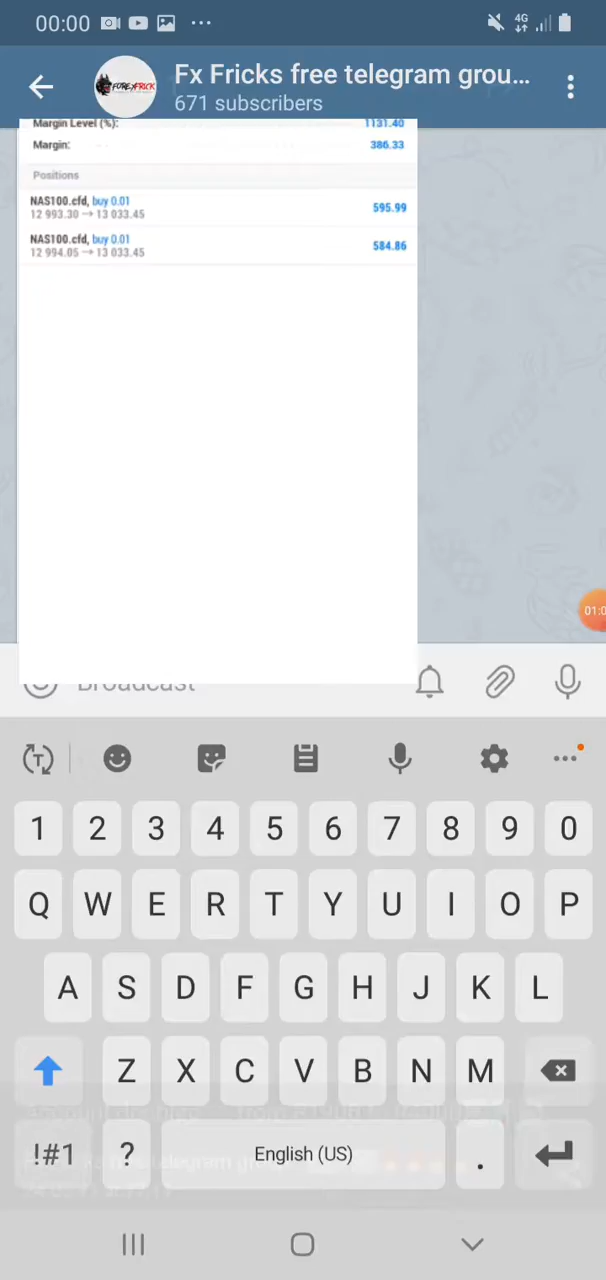 00:00
4G
Fx Fricks free telegram grou...
FOREXFRICK
671 subscribers
Margin Level (%): 1131.40
Margin: 386.33
Positions
NAS100.cfd, buy 0.01 595.99
12 993.30 → 13 033.45
NAS100.cfd, buy 0.01 584.86
12 994.05 → 13 033.45
01:0
Broadcast
T
1 2 3 4 5 6 7 8 9 0
Q W E R T Y U I O P
A S D F G H J K L
Z X C V B N M
!#1 ? English (US) .